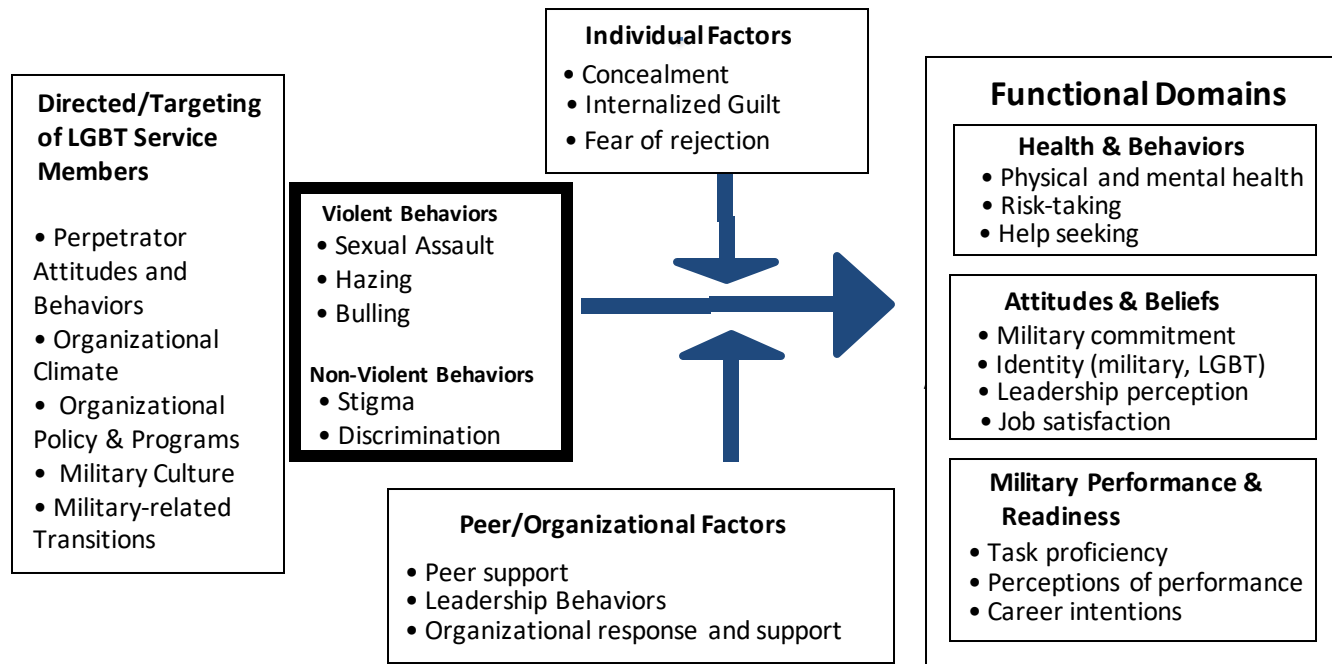 Directed/Targeting
of LGBT Service
Members
• Perpetrator
Attitudes and
Behaviors
• Organizational
Climate
• Organizational
Policy & Programs
• Military Culture
• Military-related
Transitions
Violent Behaviors
• Sexual Assault
• Hazing
• Bulling
Non-Violent Behaviors
• Stigma
• Discrimination
Individual Factors
• Concealment
• Internalized Guilt
• Fear of rejection
Peer/Organizational Factors
• Peer support
• Leadership Behaviors
• Organizational response and support
Functional Domains
Health & Behaviors
• Physical and mental health
• Risk-taking
• Help seeking
Attitudes & Beliefs
• Military commitment
• Identity (military, LGBT)
• Leadership perception
• Job satisfaction
Military Performance &
Readiness
• Task proficiency
• Perceptions of performance
• Career intentions